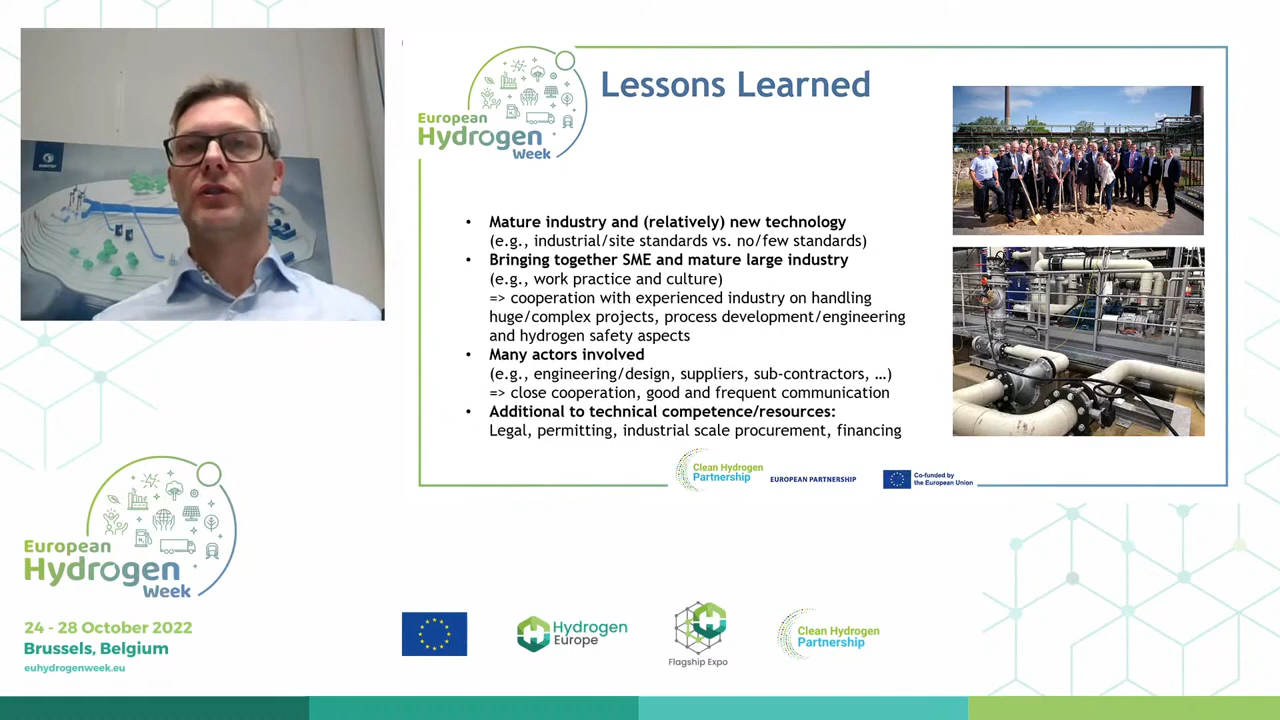 European
Hydrogen
Week
Lessons Learned
• Mature industry and (relatively) new technology
(e.g., industrial/site standards vs. no/few standards)
• Bringing together SME and mature large industry
(e.g., work practice and culture)
=> cooperation with experienced industry on handling
huge/complex projects, process development/engineering
and hydrogen safety aspects
• Many actors involved
(e.g., engineering/design, suppliers, sub-contractors, …)
=> close cooperation, good and frequent communication
• Additional to technical competence/resources:
Legal, permitting, industrial scale procurement, financing
Clean Hydrogen
Partnership
EUROPEAN PARTNERSHIP
Co-funded by
the European Union
European
Hydrogen
Week
24 - 28 October 2022
Brussels, Belgium
euhydrogenweek.eu
Hydrogen
Europe
Flagship Expo
Clean Hydrogen
Partnership